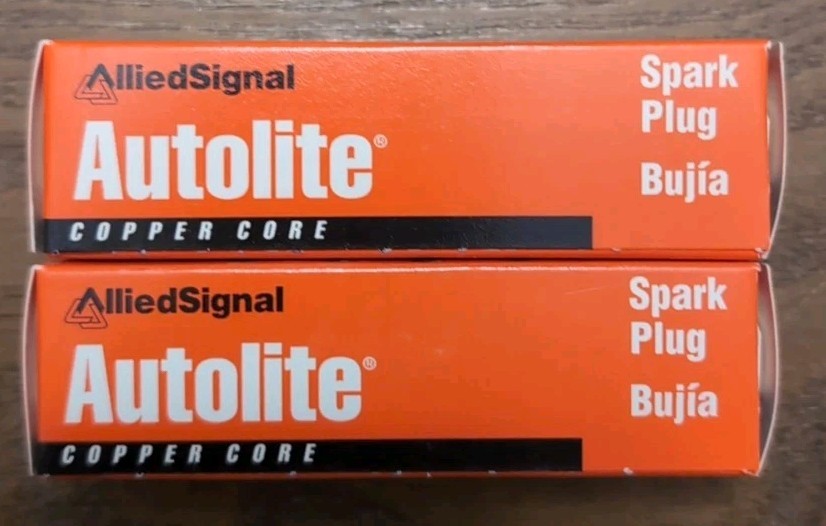 AlliedSignal
Autolite®
COPPER CORE
Spark
Plug
Bujía
AlliedSignal
Autolite®
COPPER CORE
Spark
Plug
Bujía